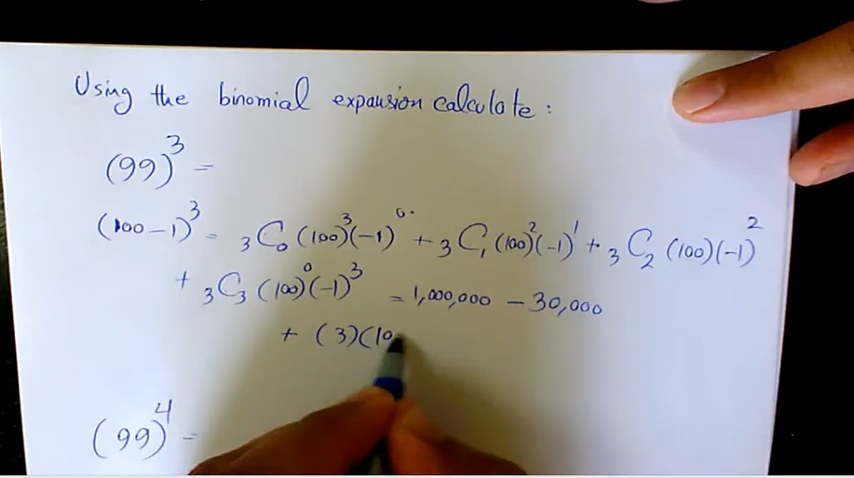 Using the binomial expansion calculate :
(99)³ =
(100 − 1)³ = ₃C₀ (100)³(−1)⁰ + ₃C₁ (100)²(−1)¹ + ₃C₂ (100)(−1)²
+ ₃C₃ (100)⁰(−1)³ = 1,000,000 − 30,000
+ (3)(10
(99)⁴ =